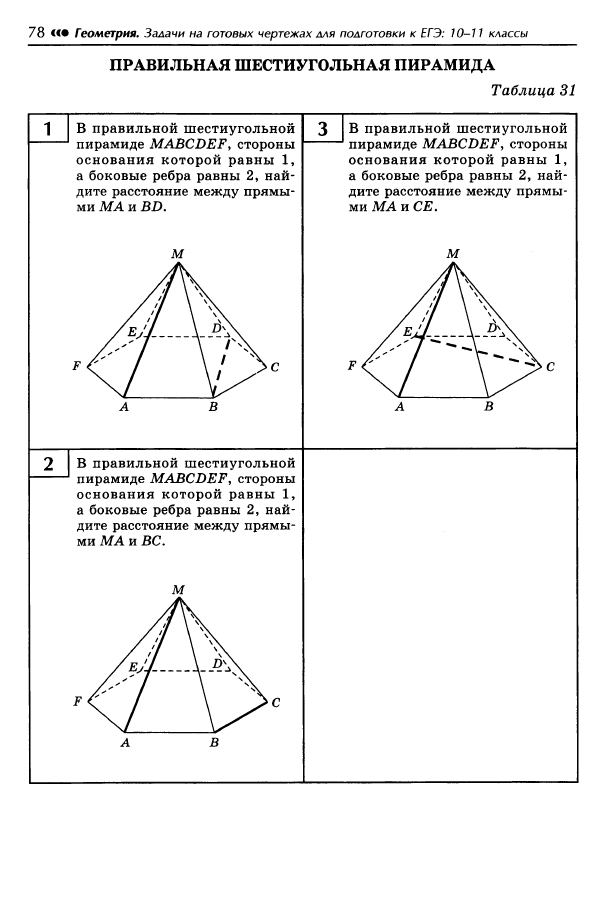 78 «« Геометрия. Задачи на готовых чертежах для подготовки к ЕГЭ: 10–11 классы
ПРАВИЛЬНАЯ ШЕСТИУГОЛЬНАЯ ПИРАМИДА
Таблица 31
1
В правильной шестиугольной
пирамиде MABCDEF, стороны
основания которой равны 1,
а боковые ребра равны 2, най-
дите расстояние между прямы-
ми MA и BD.
M
E D
F C
A B
3
В правильной шестиугольной
пирамиде MABCDEF, стороны
основания которой равны 1,
а боковые ребра равны 2, най-
дите расстояние между прямы-
ми MA и CE.
M
E D
F C
A B
2
В правильной шестиугольной
пирамиде MABCDEF, стороны
основания которой равны 1,
а боковые ребра равны 2, най-
дите расстояние между прямы-
ми MA и BC.
M
E D
F C
A B